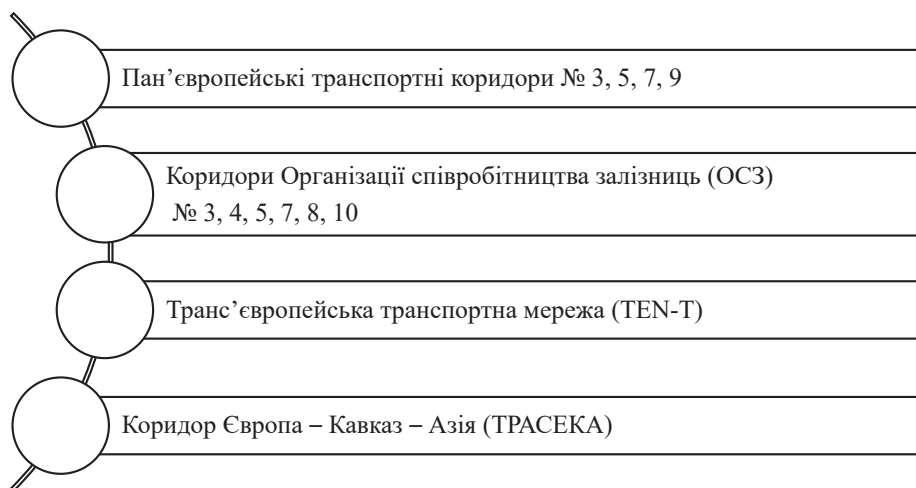 Пан’європейські транспортні коридори № 3, 5, 7, 9
Коридори Організації співробітництва залізниць (ОСЗ)
№ 3, 4, 5, 7, 8, 10
Транс’європейська транспортна мережа (TEN-T)
Коридор Європа – Кавказ – Азія (ТРАСЕКА)